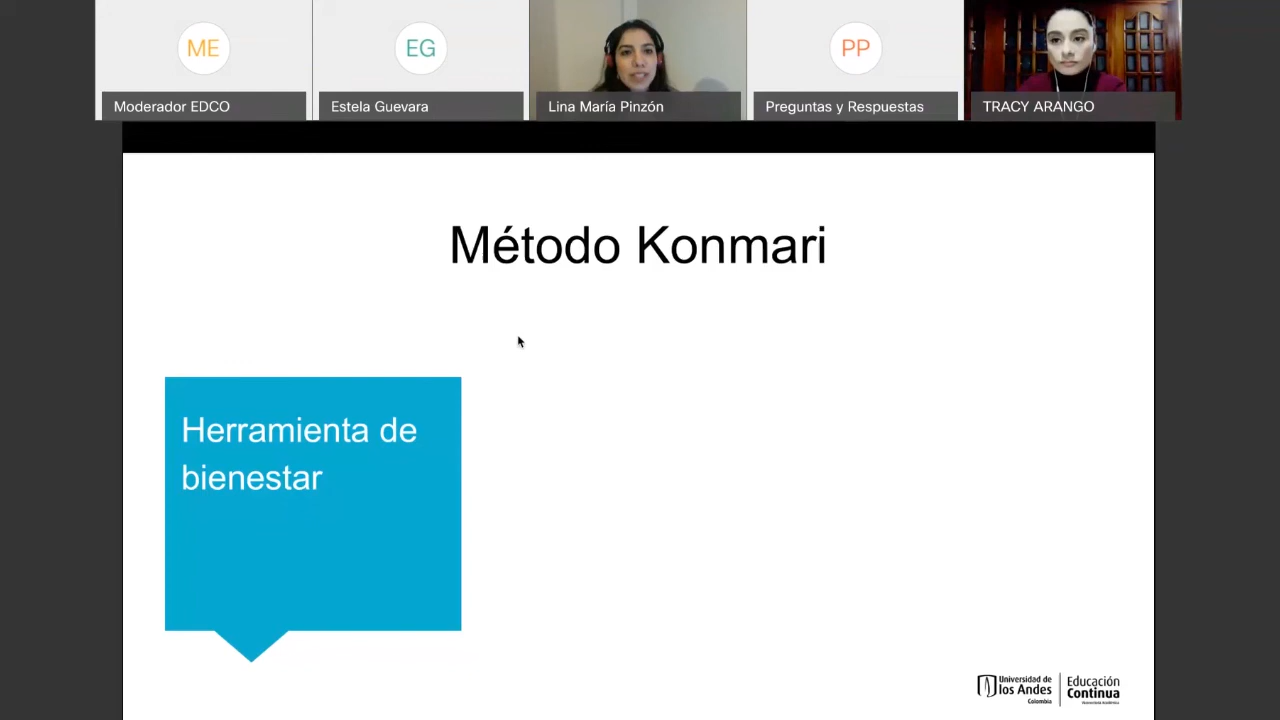 ME
EG
PP
Moderador EDCO
Estela Guevara
Lina María Pinzón
Preguntas y Respuestas
TRACY ARANGO
Método Konmari
Herramienta de
bienestar
Universidad de
los Andes
Colombia
Educación
Continua